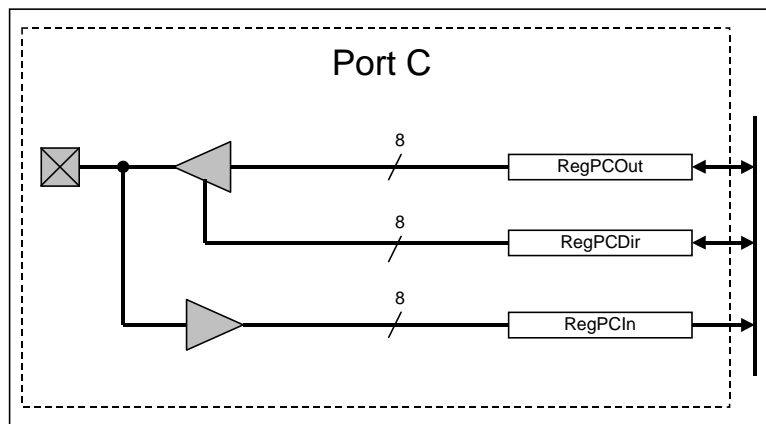 Port C
8
RegPCOut
8
RegPCDir
8
RegPCIn